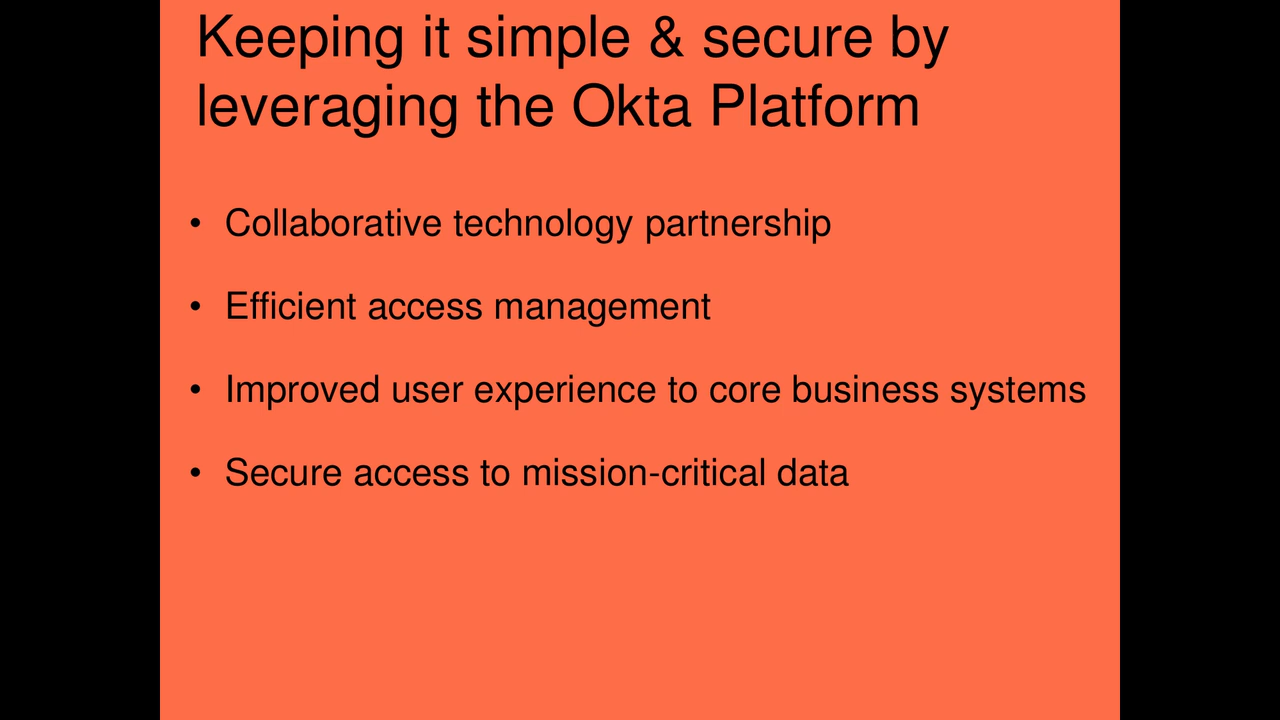 Keeping it simple & secure by
leveraging the Okta Platform
• Collaborative technology partnership
• Efficient access management
• Improved user experience to core business systems
• Secure access to mission-critical data